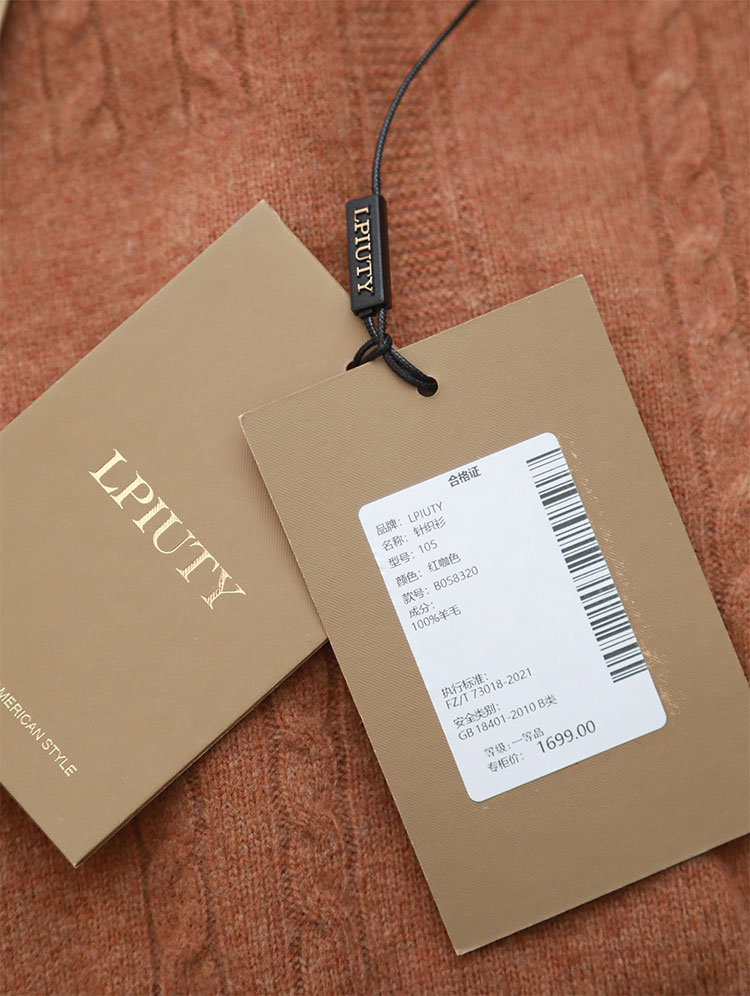 LPIUTY
LPIUTY
MERICAN STYLE
合格证
品牌：LPIUTY
名称：针织衫
型号：105
颜色：红咖色
款号：B058320
成分：
100%羊毛
执行标准：
FZ/T 73018-2021
安全类别：
GB 18401-2010 B类
等级：一等品
专柜价：1699.00